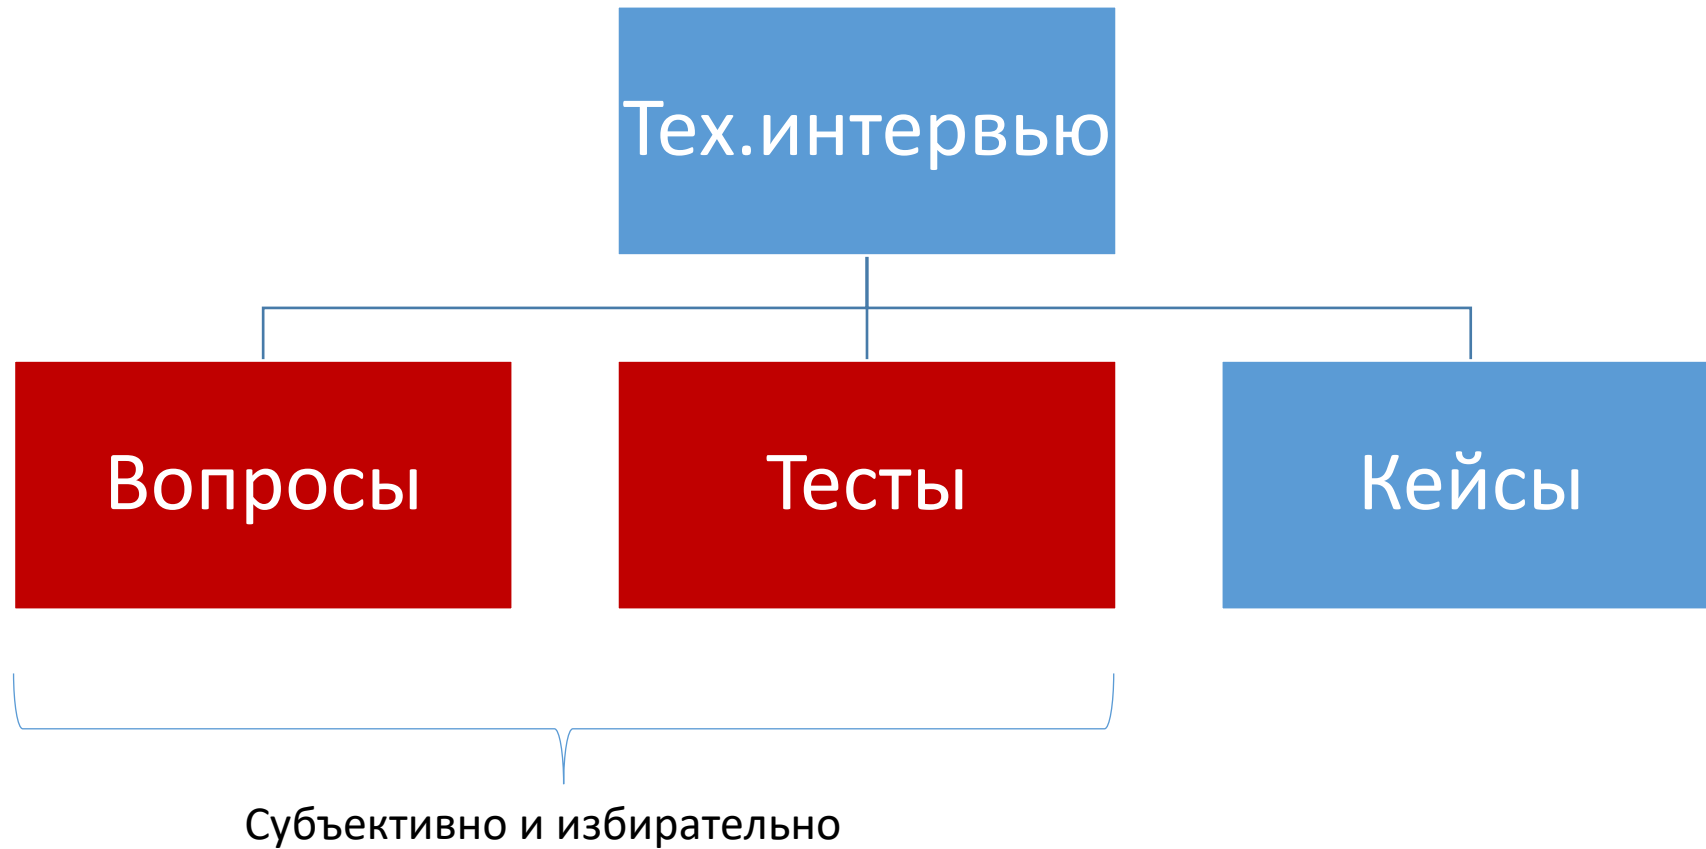 Тех.интервью
Вопросы
Тесты
Кейсы
Субъективно и избирательно